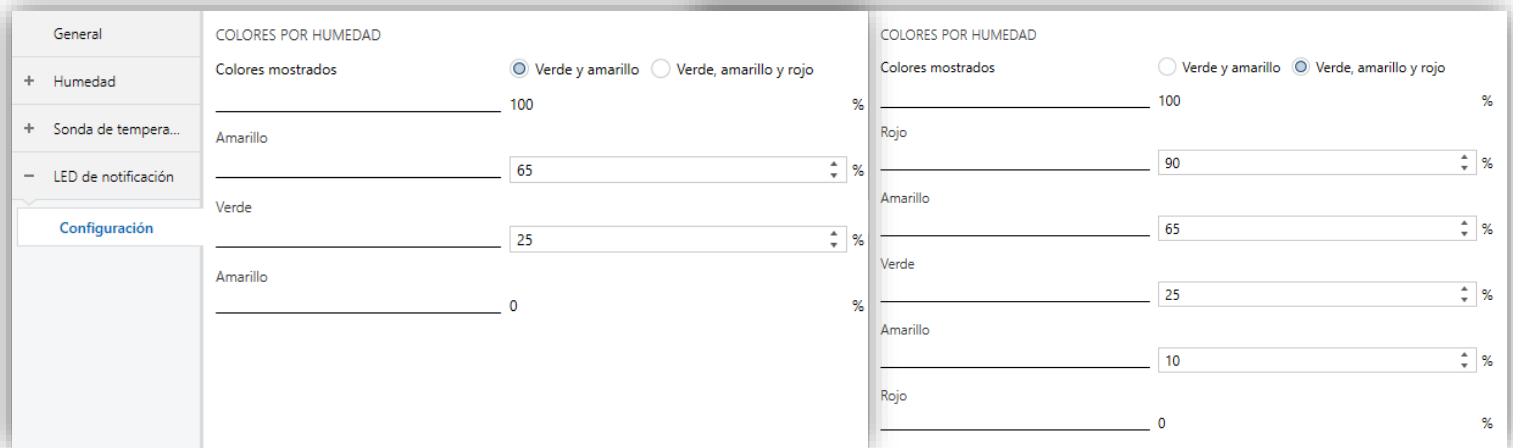 General
+ Humedad
+ Sonda de tempera...
− LED de notificación
Configuración
COLORES POR HUMEDAD
Colores mostrados Verde y amarillo Verde, amarillo y rojo
100 %
Amarillo
65 %
Verde
25 %
Amarillo
0 %
COLORES POR HUMEDAD
Colores mostrados Verde y amarillo Verde, amarillo y rojo
100 %
Rojo
90 %
Amarillo
65 %
Verde
25 %
Amarillo
10 %
Rojo
0 %